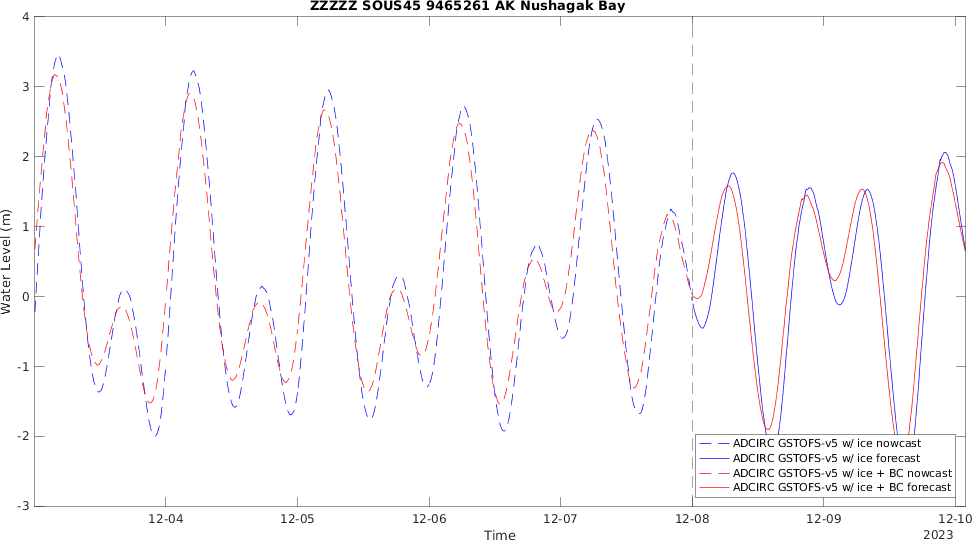 ZZZZZ SOUS45 9465261 AK Nushagak Bay
4
3
2
1
0
-1
-2
-3
Water Level (m)
ADCIRC GSTOFS-v5 w/ ice nowcast
ADCIRC GSTOFS-v5 w/ ice forecast
ADCIRC GSTOFS-v5 w/ ice + BC nowcast
ADCIRC GSTOFS-v5 w/ ice + BC forecast
12-04 12-05 12-06 12-07 12-08 12-09 12-10
Time
2023